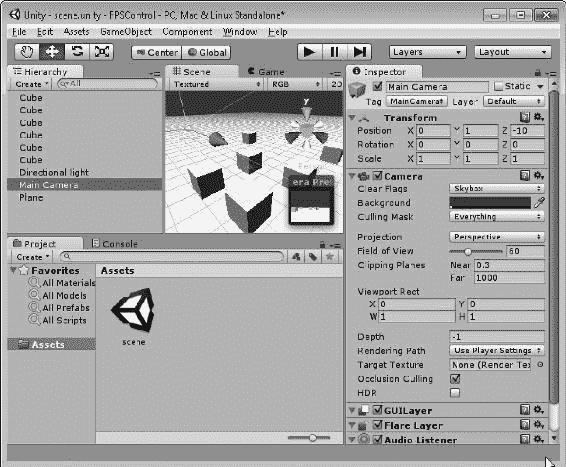 Unity - scene.unity - FPSControl - PC, Mac & Linux Standalone*
File Edit Assets GameObject Component Window Help
Center Global Layers Layout
Hierarchy
Create All
Cube
Cube
Cube
Cube
Cube
Cube
Directional light
Main Camera
Plane
Scene Game
Textured RGB 2D
y
era Pre
Project Console
Create
Favorites
All Materials
All Models
All Prefabs
All Scripts
Assets
Assets
scene
Inspector
Main Camera Static
Tag MainCamera Layer Default
Transform
Position X 0 Y 1 Z -10
Rotation X 0 Y 0 Z 0
Scale X 1 Y 1 Z 1
Camera
Clear Flags Skybox
Background
Culling Mask Everything
Projection Perspective
Field of View 60
Clipping Planes Near 0.3
Far 1000
Viewport Rect
X 0 Y 0
W 1 H 1
Depth -1
Rendering Path Use Player Settings
Target Texture None (Render Tex
Occlusion Culling
HDR
GUILayer
Flare Layer
Audio Listener